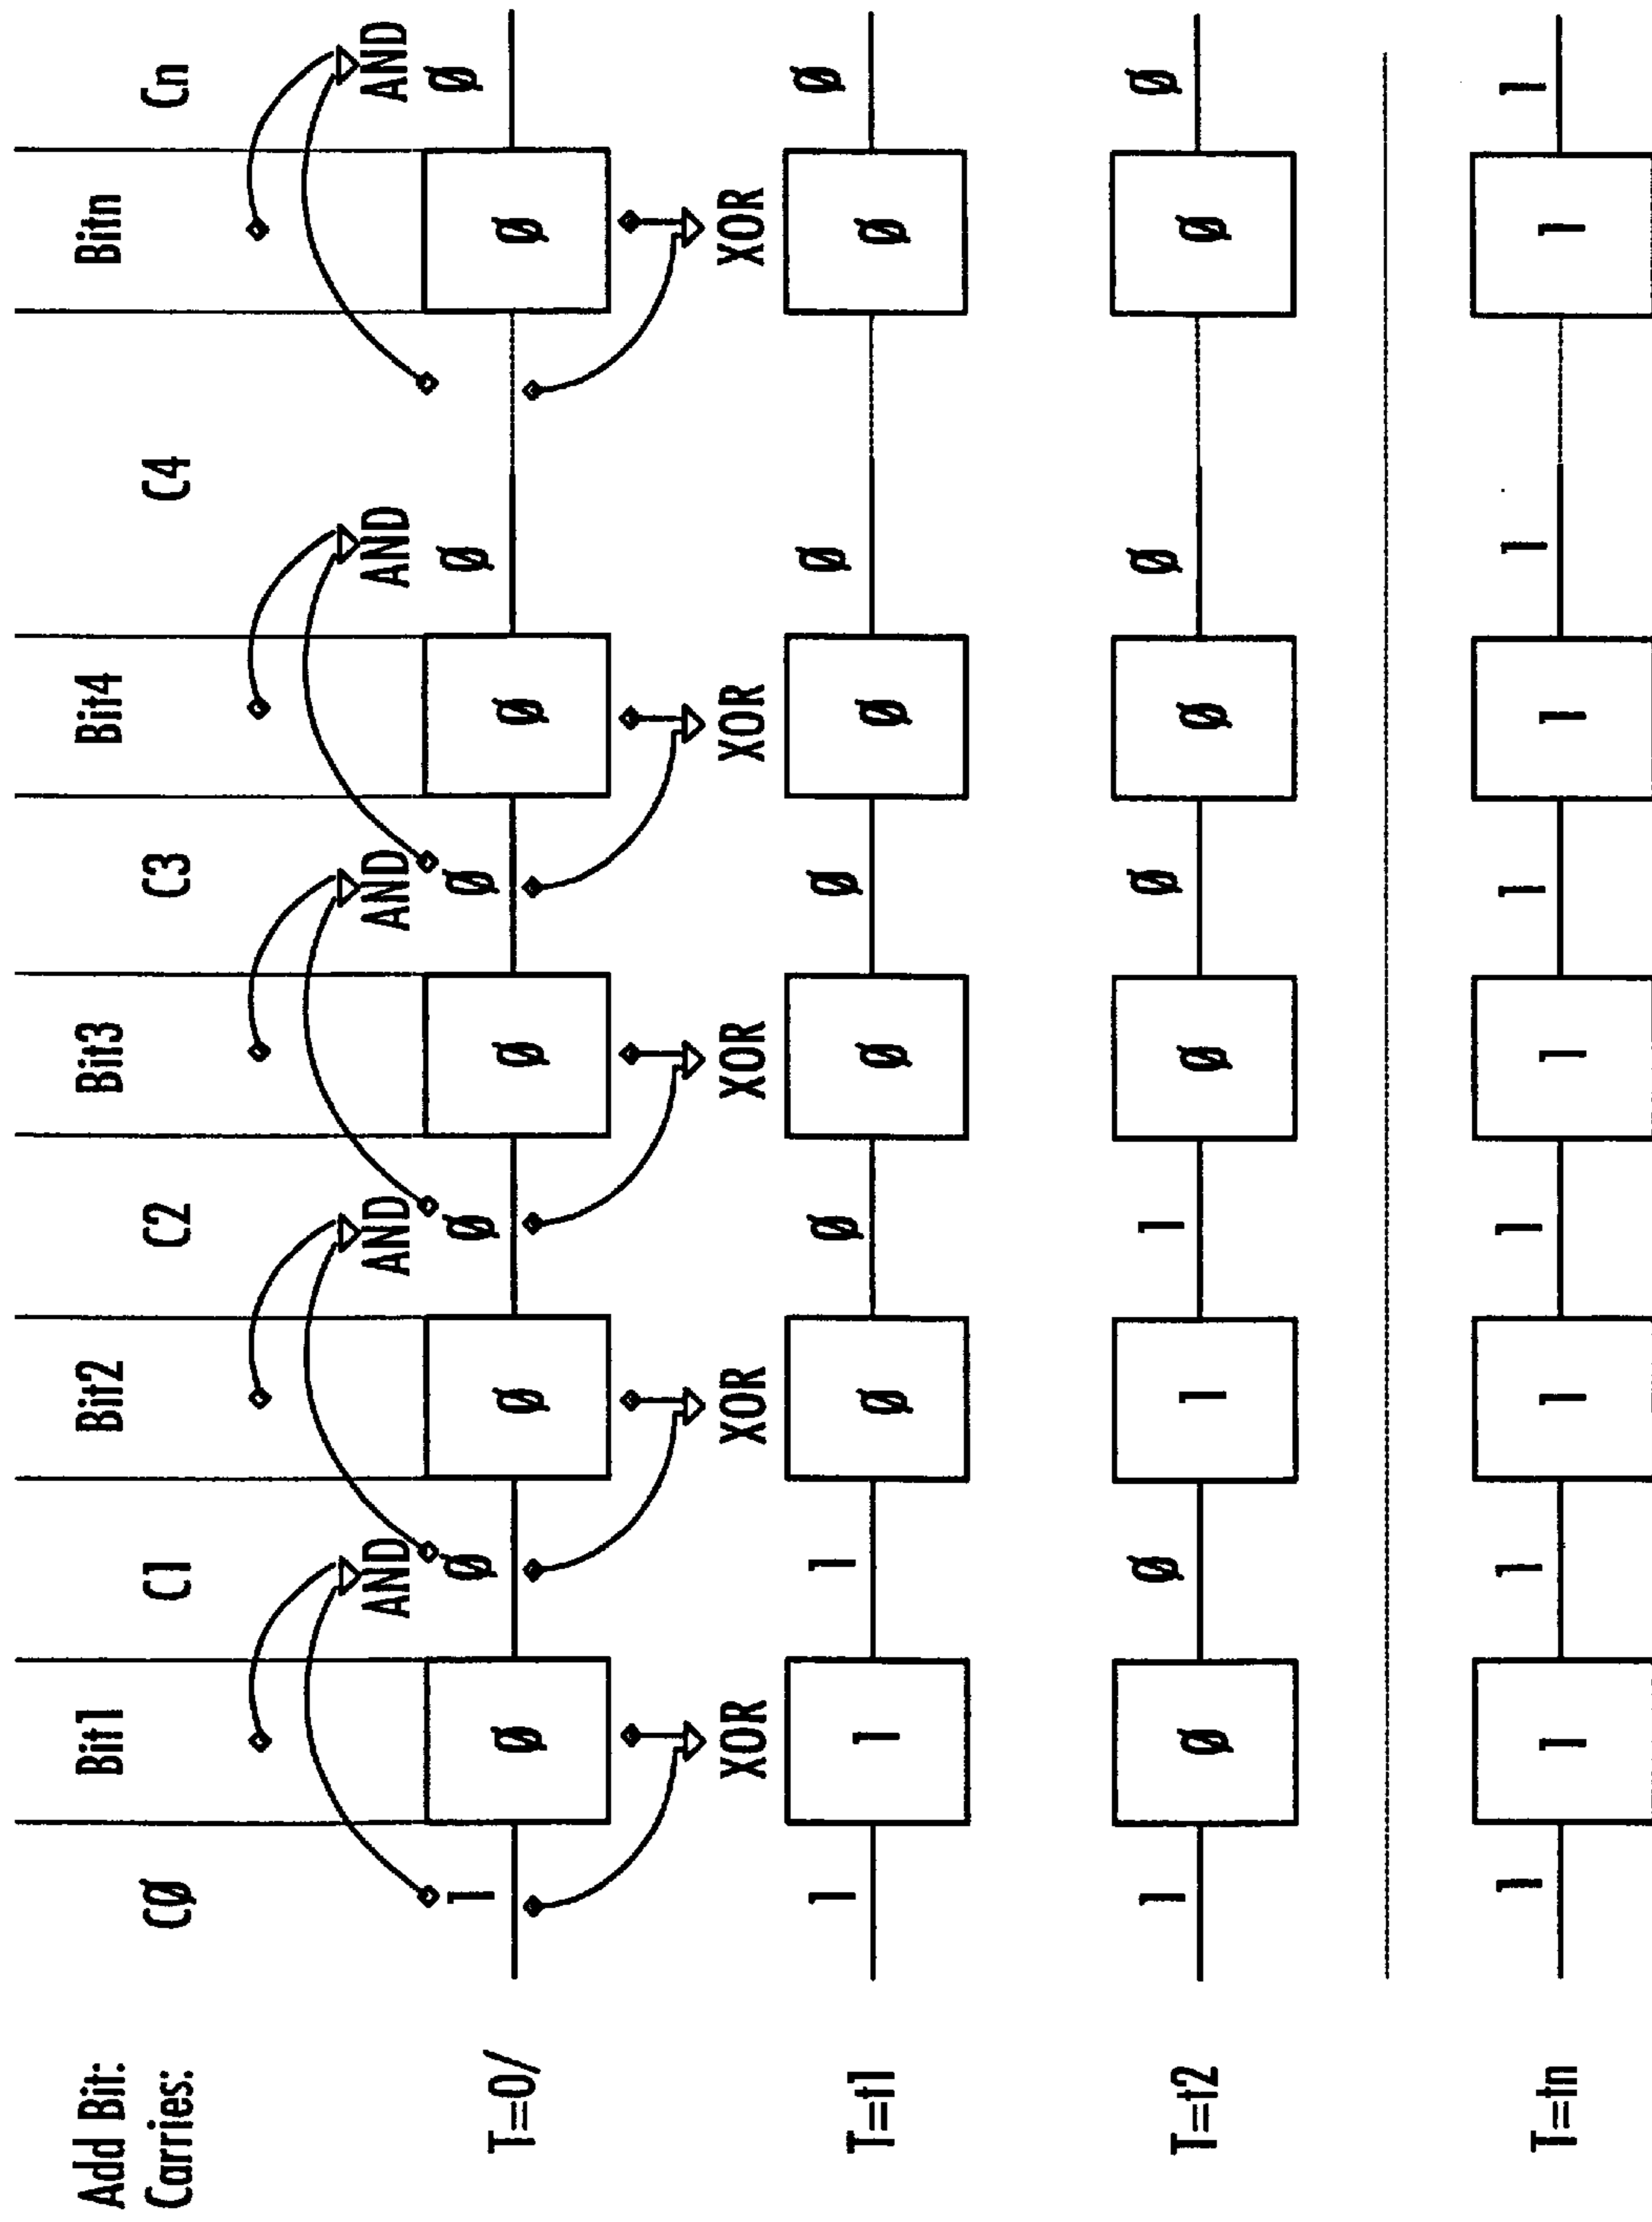 Add Bit: Bit1 Bit2 Bit3 Bit4 Bitn
Carries: CØ C1 C2 C3 C4 Cn
AND AND AND AND AND
T=0/ 1 Ø Ø Ø Ø Ø Ø Ø Ø Ø Ø
XOR XOR XOR XOR XOR
T=t1 1 1 1 Ø Ø Ø Ø Ø Ø Ø Ø
T=t2 1 Ø Ø 1 1 Ø Ø Ø Ø Ø Ø
T=tn 1 1 1 1 1 1 1 1 1 1 1